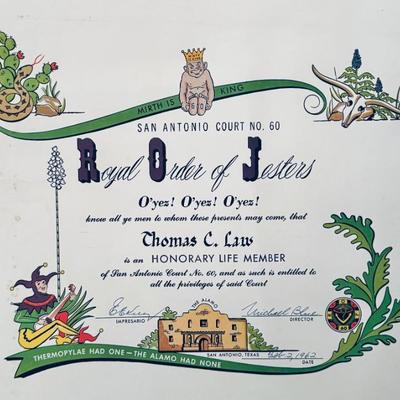 MIRTH IS KING
SAN ANTONIO COURT NO. 60
Royal Order of Jesters
O'yez! O'yez! O'yez!
know all ye men to whom these presents may come, that
Thomas C. Law
is an HONORARY LIFE MEMBER
of San Antonio Court No. 60, and as such is entitled to
all the privileges of said Court
IMPRESARIO
THE ALAMO
DIRECTOR
SAN ANTONIO, TEXAS
DATE
THERMOPYLAE HAD ONE—THE ALAMO HAD NONE